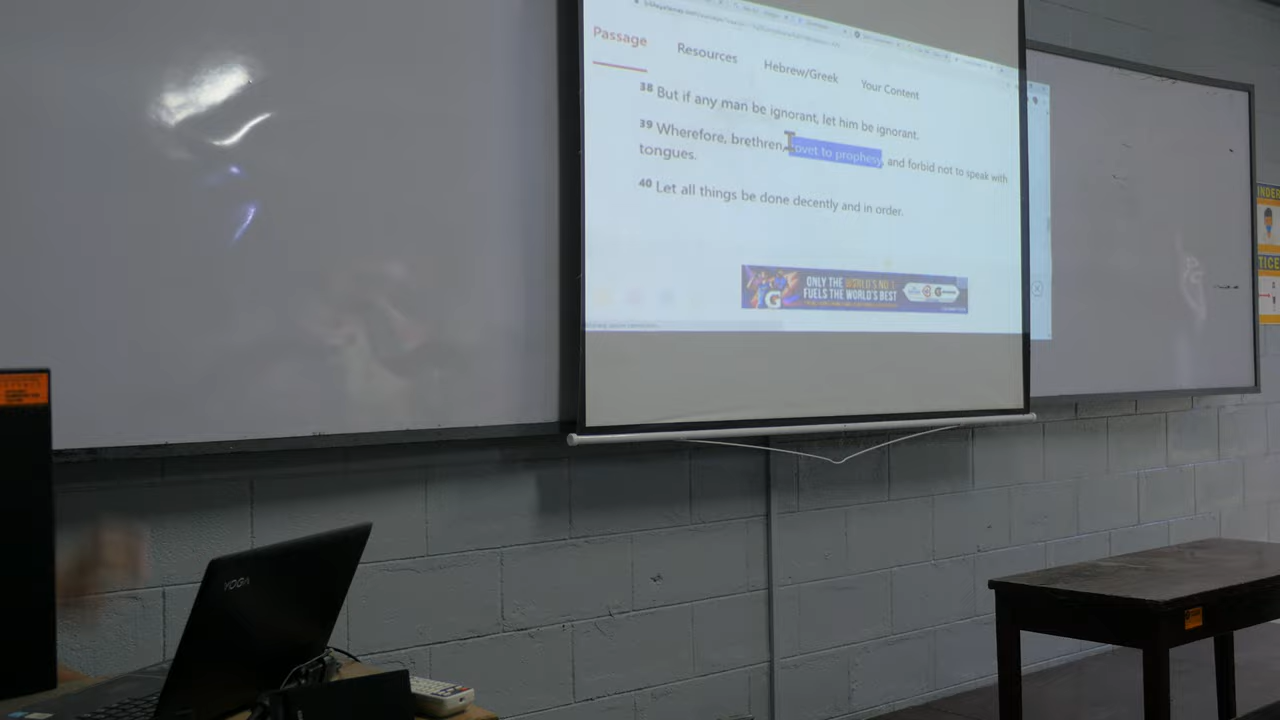 Passage
Resources
Hebrew/Greek
Your Content
38 But if any man be ignorant, let him be ignorant.
39 Wherefore, brethren, covet to prophesy, and forbid not to speak with
tongues.
40 Let all things be done decently and in order.
ONLY THE WORLD'S NO.1
FUELS THE WORLD'S BEST
G
YOGA